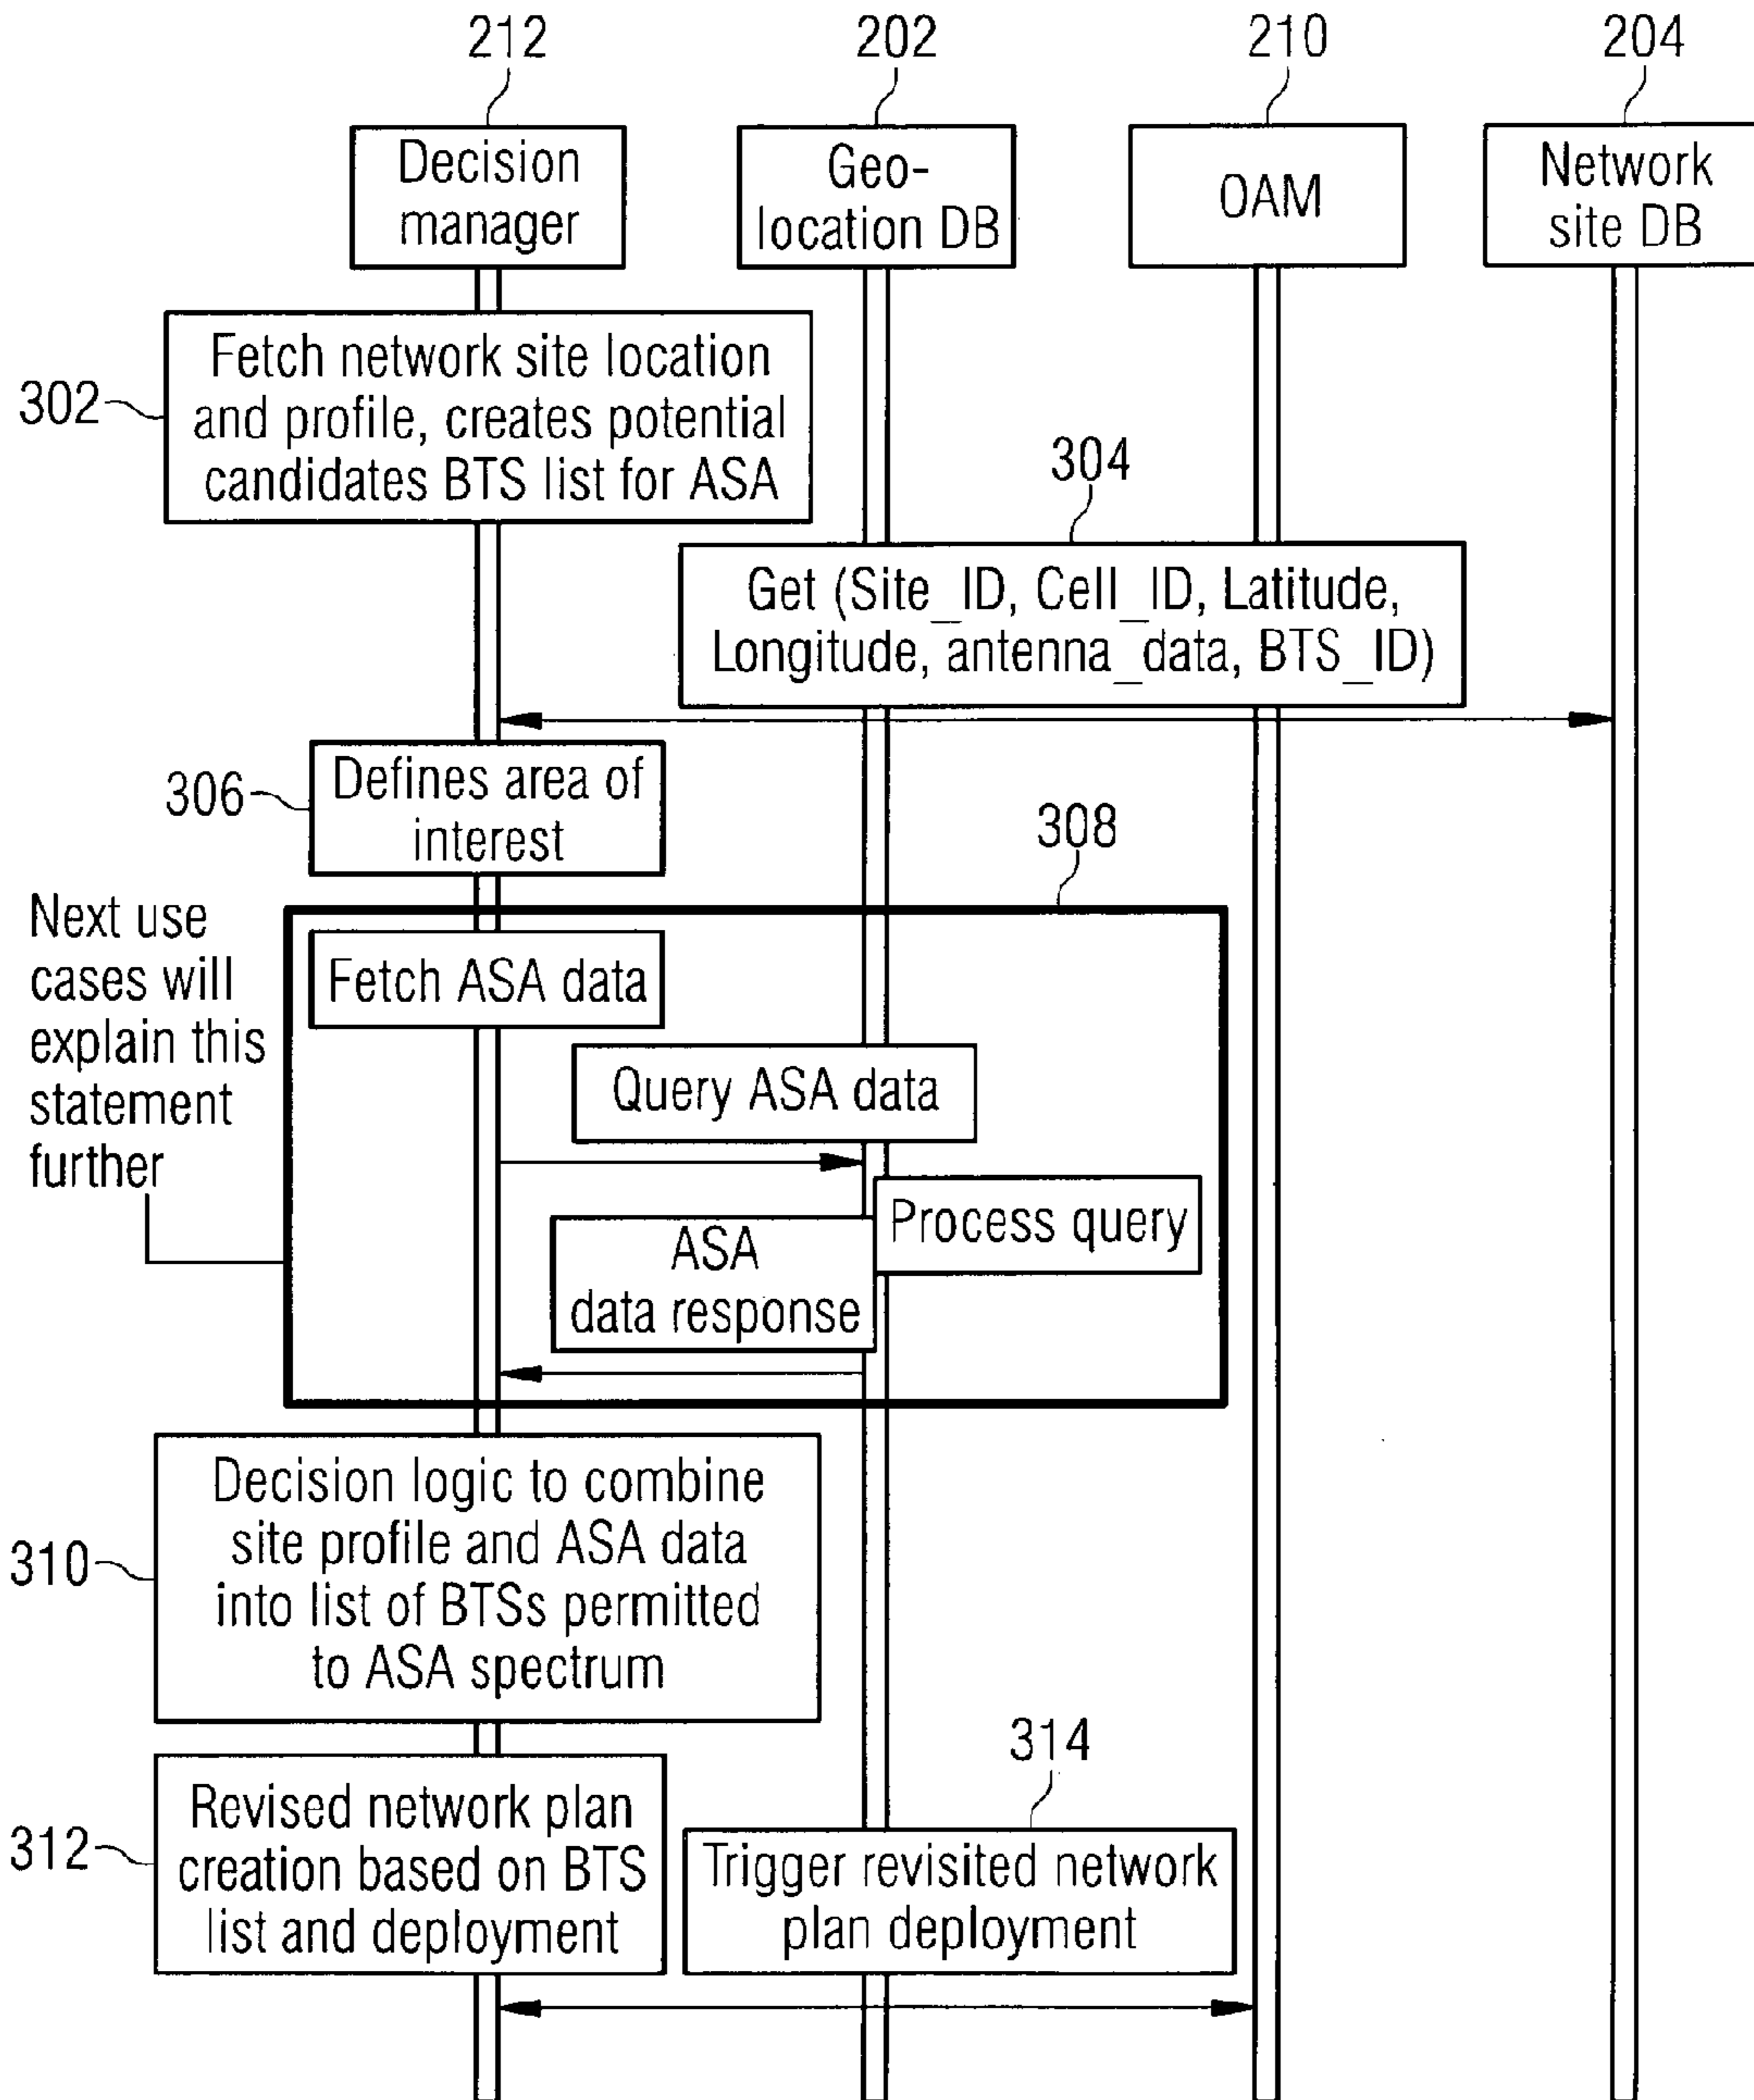 212
202
210
204
Decision
manager
Geo-
location DB
OAM
Network
site DB
302
Fetch network site location
and profile, creates potential
candidates BTS list for ASA
304
Get (Site_ID, Cell_ID, Latitude,
Longitude, antenna_data, BTS_ID)
306
Defines area of
interest
308
Next use
cases will
explain this
statement
further
Fetch ASA data
Query ASA data
Process query
ASA
data response
310
Decision logic to combine
site profile and ASA data
into list of BTSs permitted
to ASA spectrum
312
Revised network plan
creation based on BTS
list and deployment
314
Trigger revisited network
plan deployment